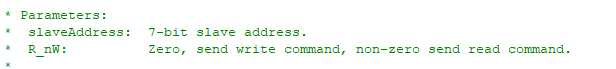 * Parameters:
*  slaveAddress:  7-bit slave address.
*  R_nW:          Zero, send write command, non-zero send read command.
*